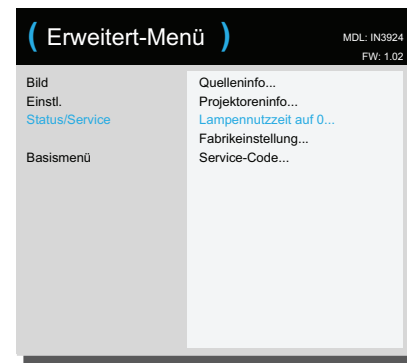 ( Erweitert-Menü )
MDL: IN3924
FW: 1.02
Bild
Einstl.
Status/Service
Basismenü
Quelleninfo...
Projektoreninfo...
Lampennutzzeit auf 0...
Fabrikeinstellung...
Service-Code...